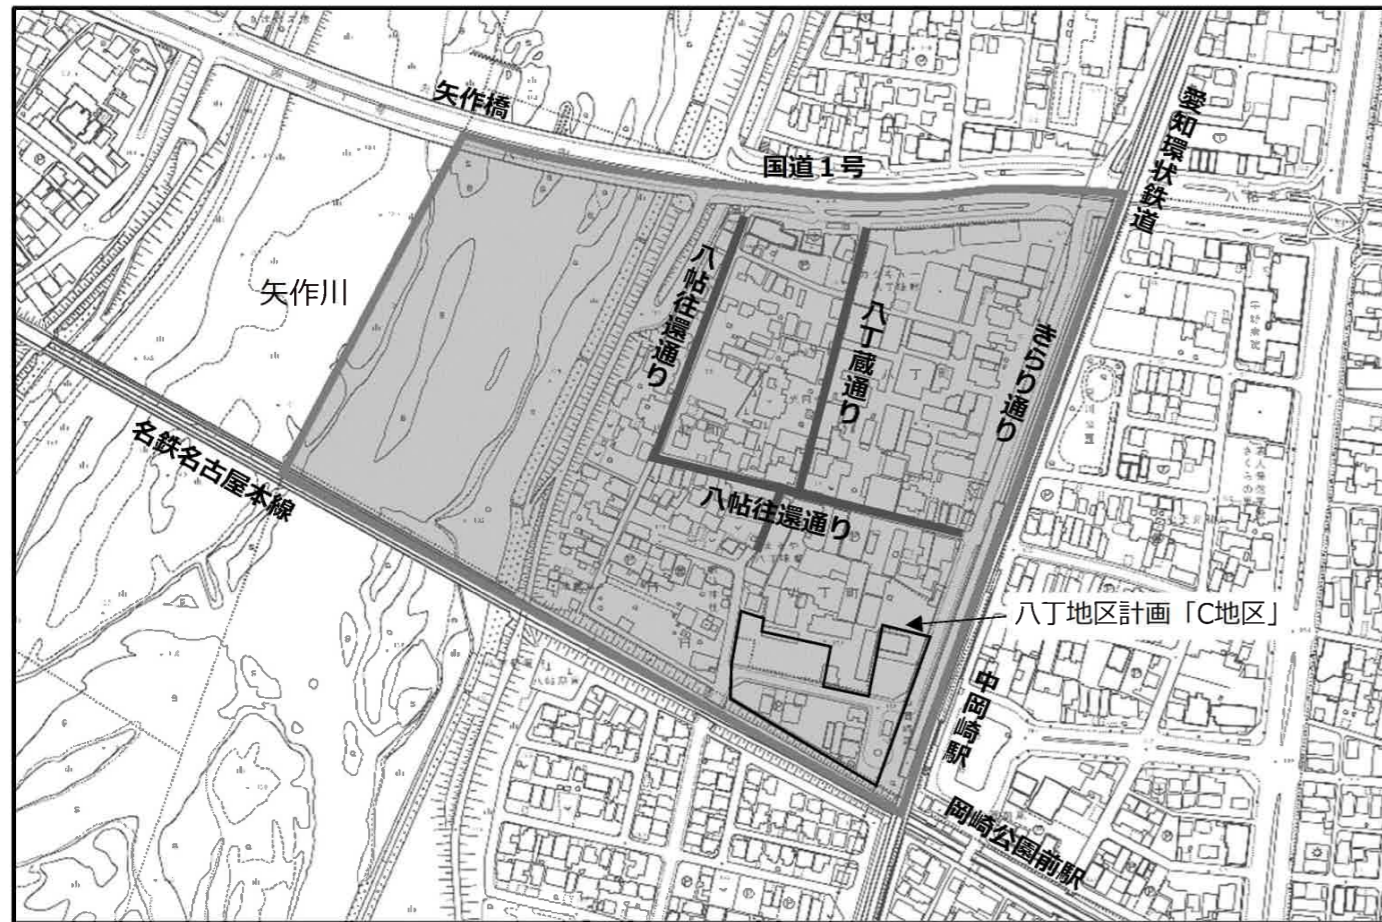 矢作橋
国道1号
愛知環状鉄道
八帖
矢作川
八帖往還通り
八丁蔵通り
きらり通り
名鉄名古屋本線
八帖往還通り
八丁地区計画「C地区」
中岡崎駅
岡崎公園前駅